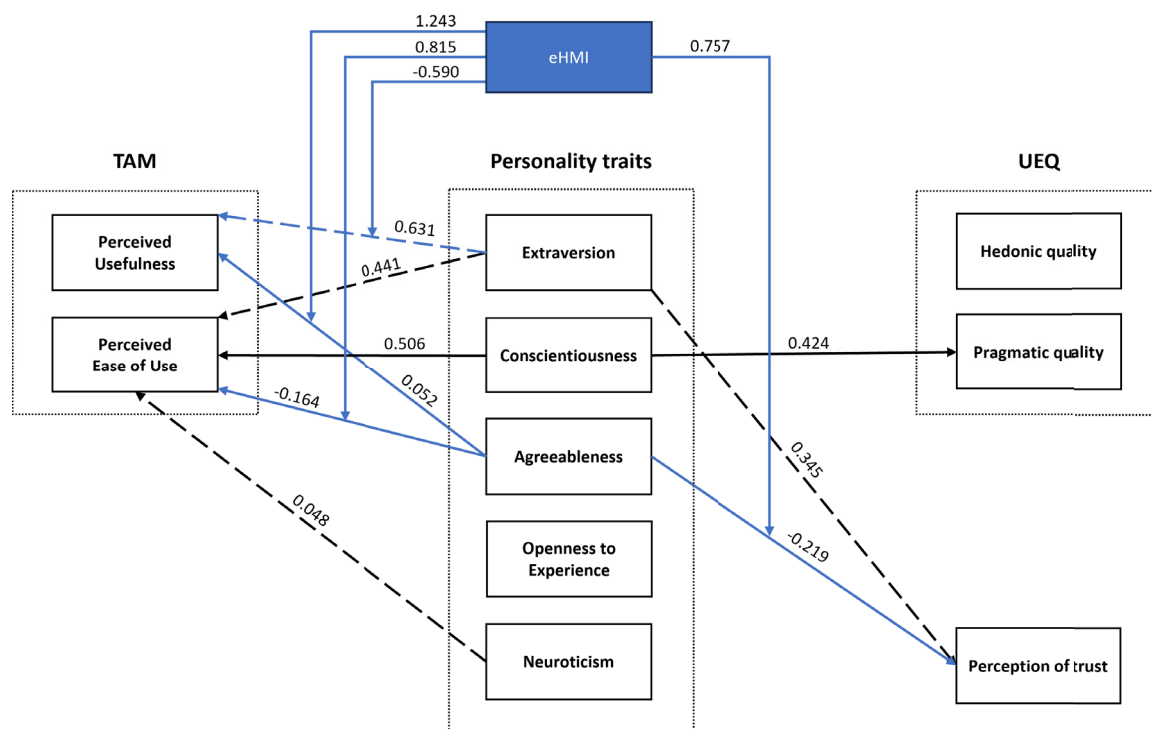 1.243
0.815
-0.590
eHMI
0.757
TAM
Personality traits
UEQ
Perceived
Usefulness
0.631
Extraversion
Hedonic quality
0.441
Perceived
Ease of Use
0.506
Conscientiousness
0.424
Pragmatic quality
-0.164
0.052
Agreeableness
0.345
0.048
-0.219
Openness to
Experience
Neuroticism
Perception of trust